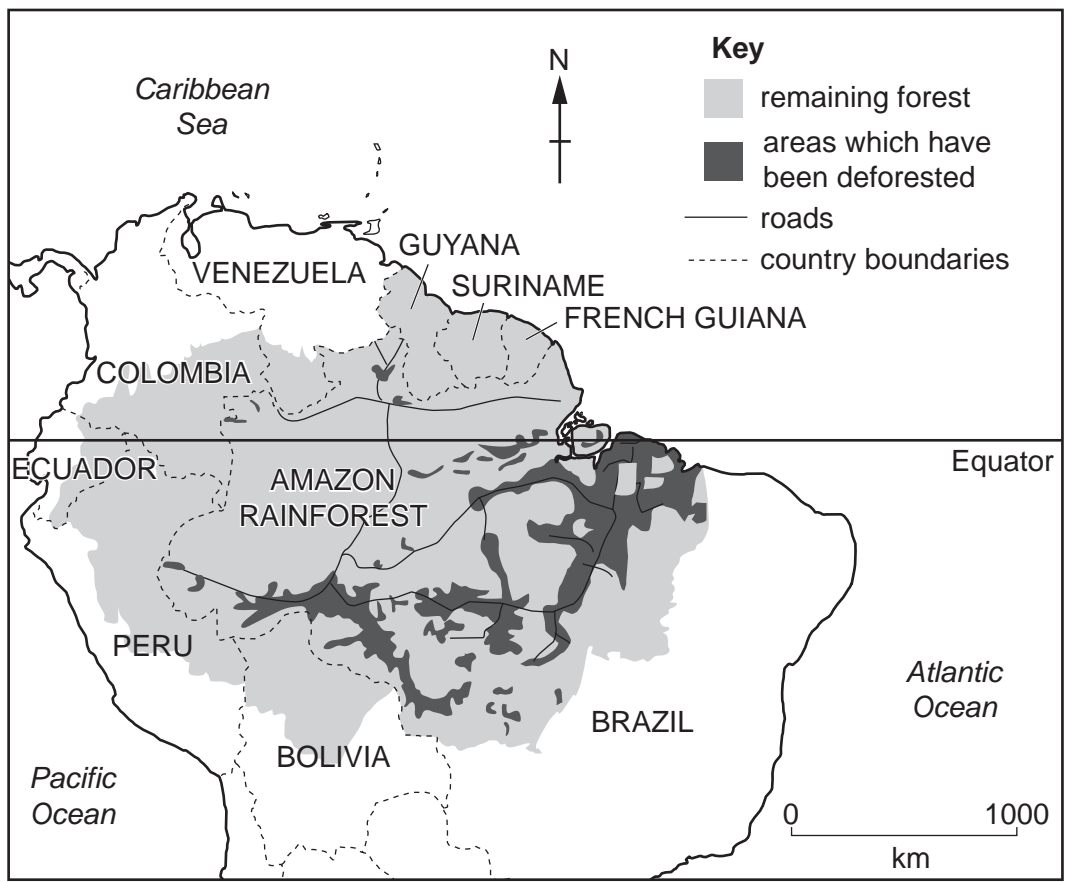 Caribbean
Sea
N
Key
remaining forest
areas which have
been deforested
roads
country boundaries
GUYANA
VENEZUELA
SURINAME
FRENCH GUIANA
COLOMBIA
Equator
ECUADOR
AMAZON
RAINFOREST
PERU
Atlantic
Ocean
BRAZIL
BOLIVIA
Pacific
Ocean
0 1000
km